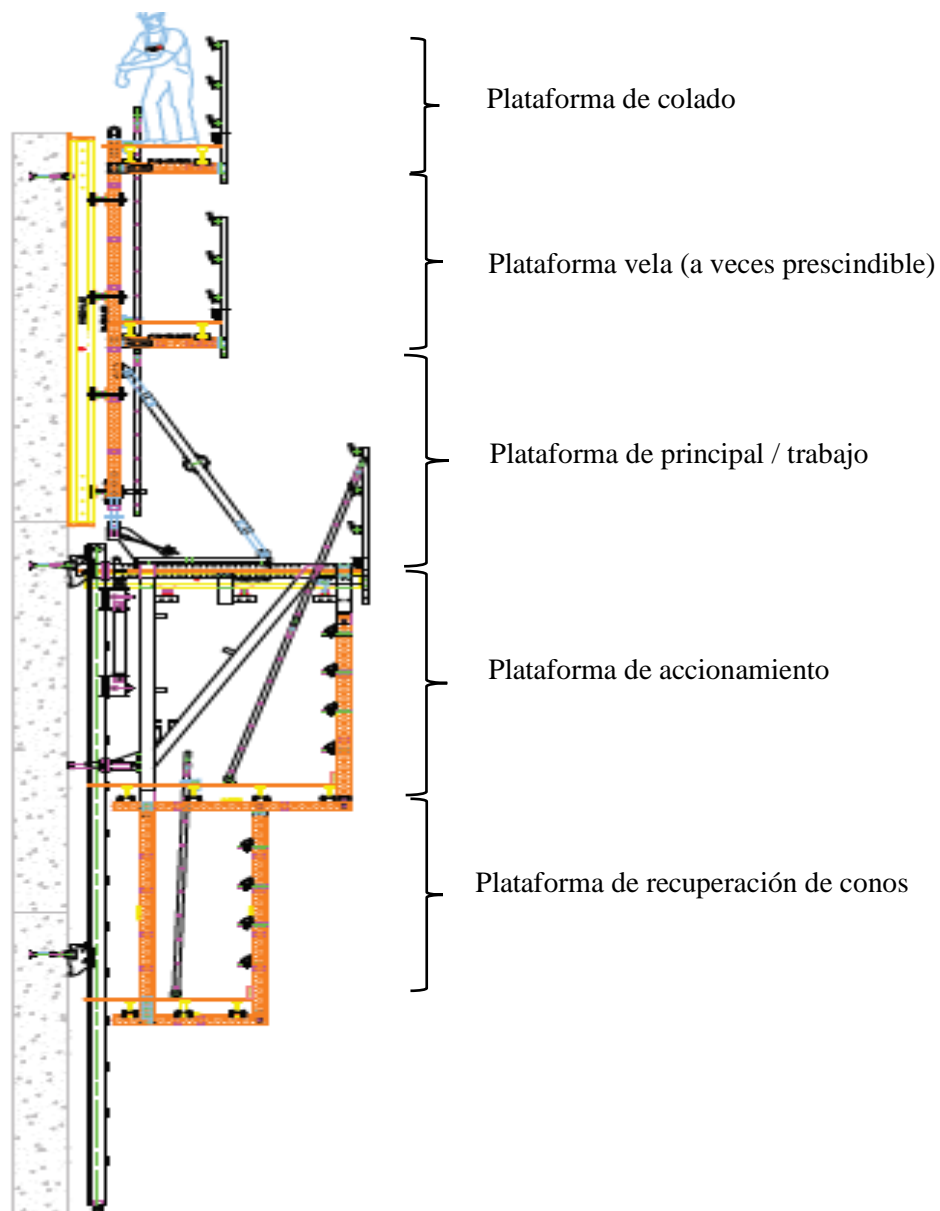 Plataforma de colado
Plataforma vela (a veces prescindible)
Plataforma de principal / trabajo
Plataforma de accionamiento
Plataforma de recuperación de conos